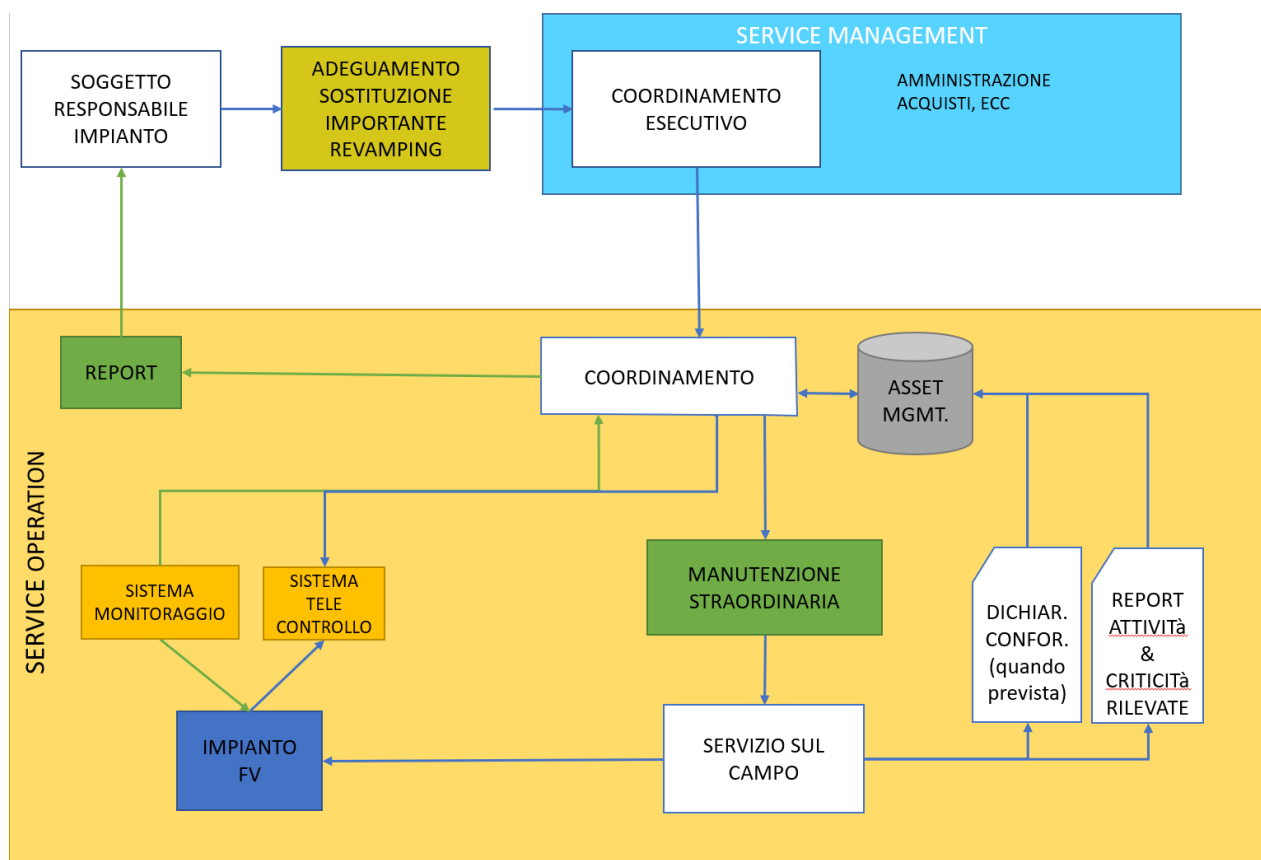 SERVICE MANAGEMENT
SOGGETTO
RESPONSABILE
IMPIANTO
ADEGUAMENTO
SOSTITUZIONE
IMPORTANTE
REVAMPING
COORDINAMENTO
ESECUTIVO
AMMINISTRAZIONE
ACQUISTI, ECC
SERVICE OPERATION
REPORT
COORDINAMENTO
ASSET
MGMT.
SISTEMA
MONITORAGGIO
SISTEMA
TELE
CONTROLLO
MANUTENZIONE
STRAORDINARIA
DICHIAR.
CONFOR.
(quando
prevista)
REPORT
ATTIVITà
&
CRITICITà
RILEVATE
IMPIANTO
FV
SERVIZIO SUL
CAMPO